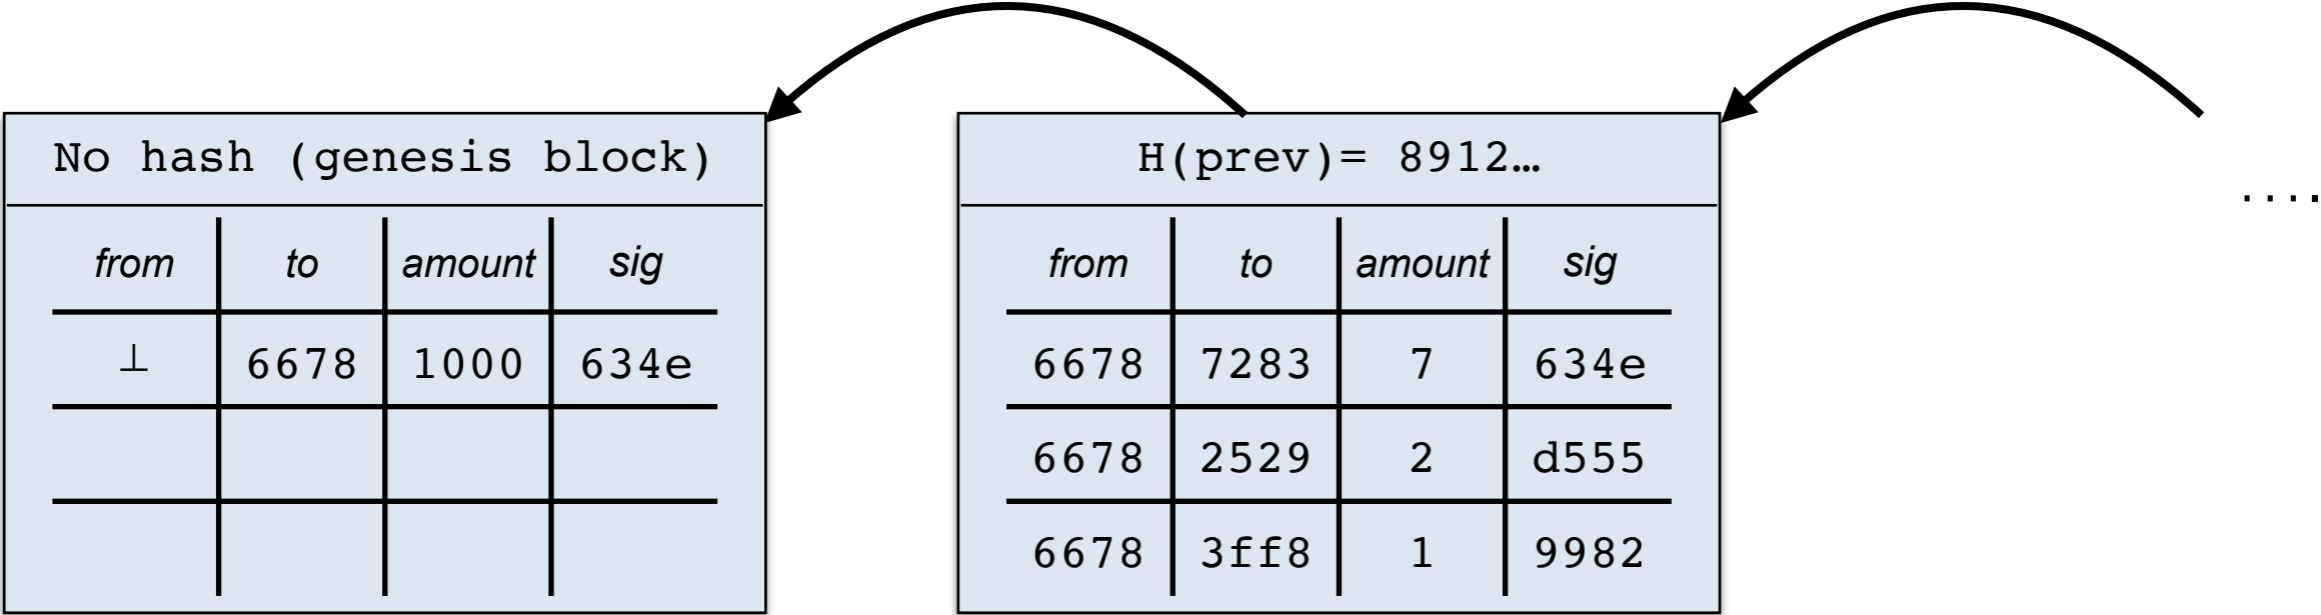 No hash (genesis block)
from to amount sig
⊥ 6678 1000 634e
H(prev)= 8912…
from to amount sig
6678 7283 7 634e
6678 2529 2 d555
6678 3ff8 1 9982
....